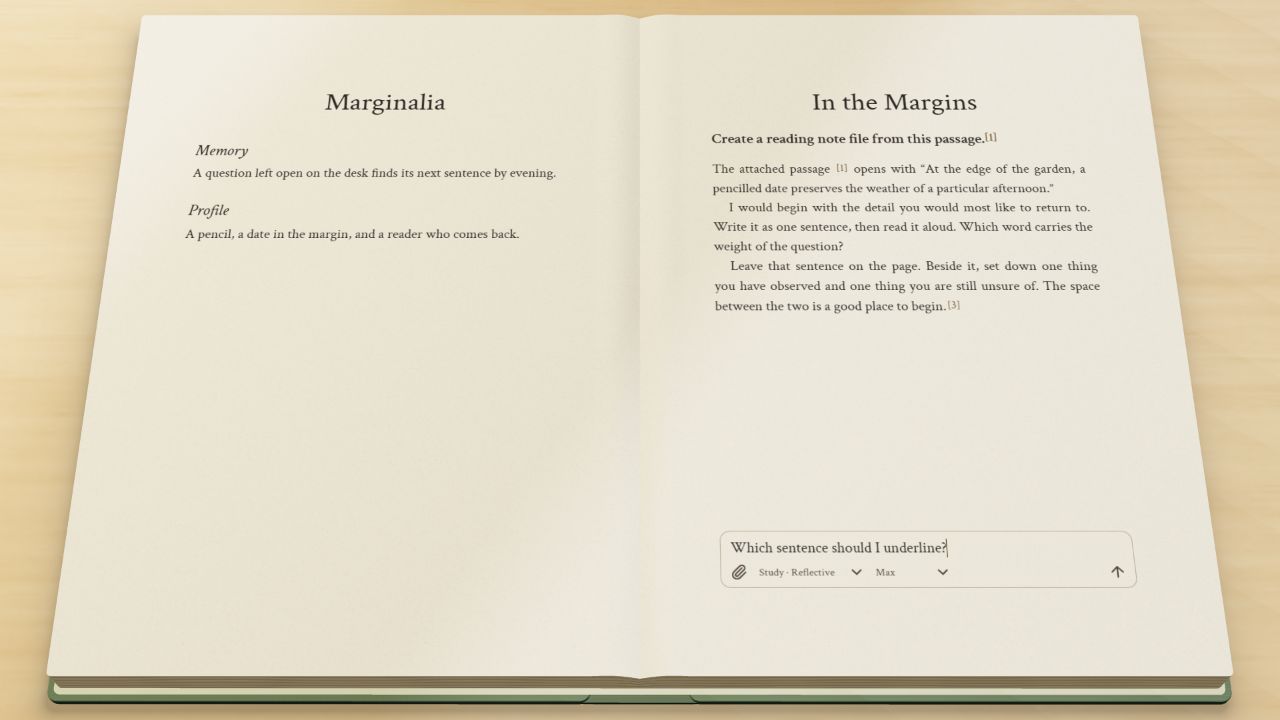 Marginalia
Memory
A question left open on the desk finds its next sentence by evening.
Profile
A pencil, a date in the margin, and a reader who comes back.
In the Margins
Create a reading note file from this passage.[1]
The attached passage [1] opens with “At the edge of the garden, a
pencilled date preserves the weather of a particular afternoon.”
I would begin with the detail you would most like to return to.
Write it as one sentence, then read it aloud. Which word carries the
weight of the question?
Leave that sentence on the page. Beside it, set down one thing
you have observed and one thing you are still unsure of. The space
between the two is a good place to begin.[3]
Which sentence should I underline?
Study · Reflective Max